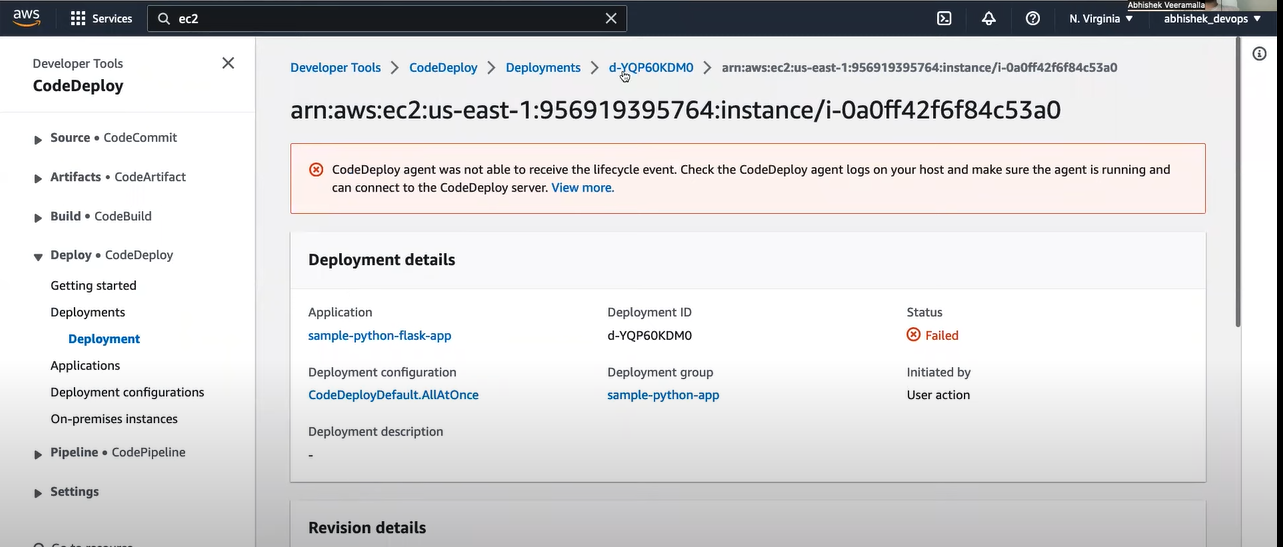 Abhishek Veeramalla
aws Services ec2 N. Virginia abhishek_devops
Developer Tools
CodeDeploy
Source • CodeCommit
Artifacts • CodeArtifact
Build • CodeBuild
Deploy • CodeDeploy
Getting started
Deployments
Deployment
Applications
Deployment configurations
On-premises instances
Pipeline • CodePipeline
Settings
Go to resource
Developer Tools > CodeDeploy > Deployments > d-YQP60KDM0 > arn:aws:ec2:us-east-1:956919395764:instance/i-0a0ff42f6f84c53a0
arn:aws:ec2:us-east-1:956919395764:instance/i-0a0ff42f6f84c53a0
CodeDeploy agent was not able to receive the lifecycle event. Check the CodeDeploy agent logs on your host and make sure the agent is running and
can connect to the CodeDeploy server. View more.
Deployment details
Application
sample-python-flask-app
Deployment ID
d-YQP60KDM0
Status
Failed
Deployment configuration
CodeDeployDefault.AllAtOnce
Deployment group
sample-python-app
Initiated by
User action
Deployment description
-
Revision details